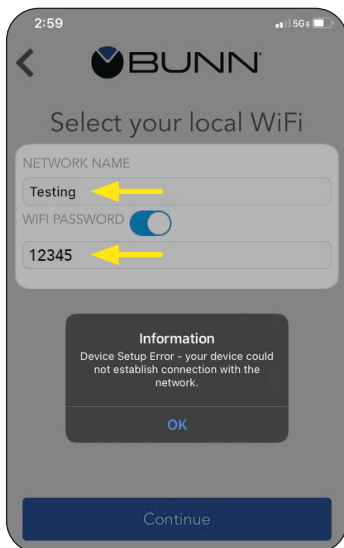 2:59
5GE
BUNN
Select your local WiFi
NETWORK NAME
Testing
WIFI PASSWORD
12345
Information
Device Setup Error - your device could
not establish connection with the
network.
OK
Continue